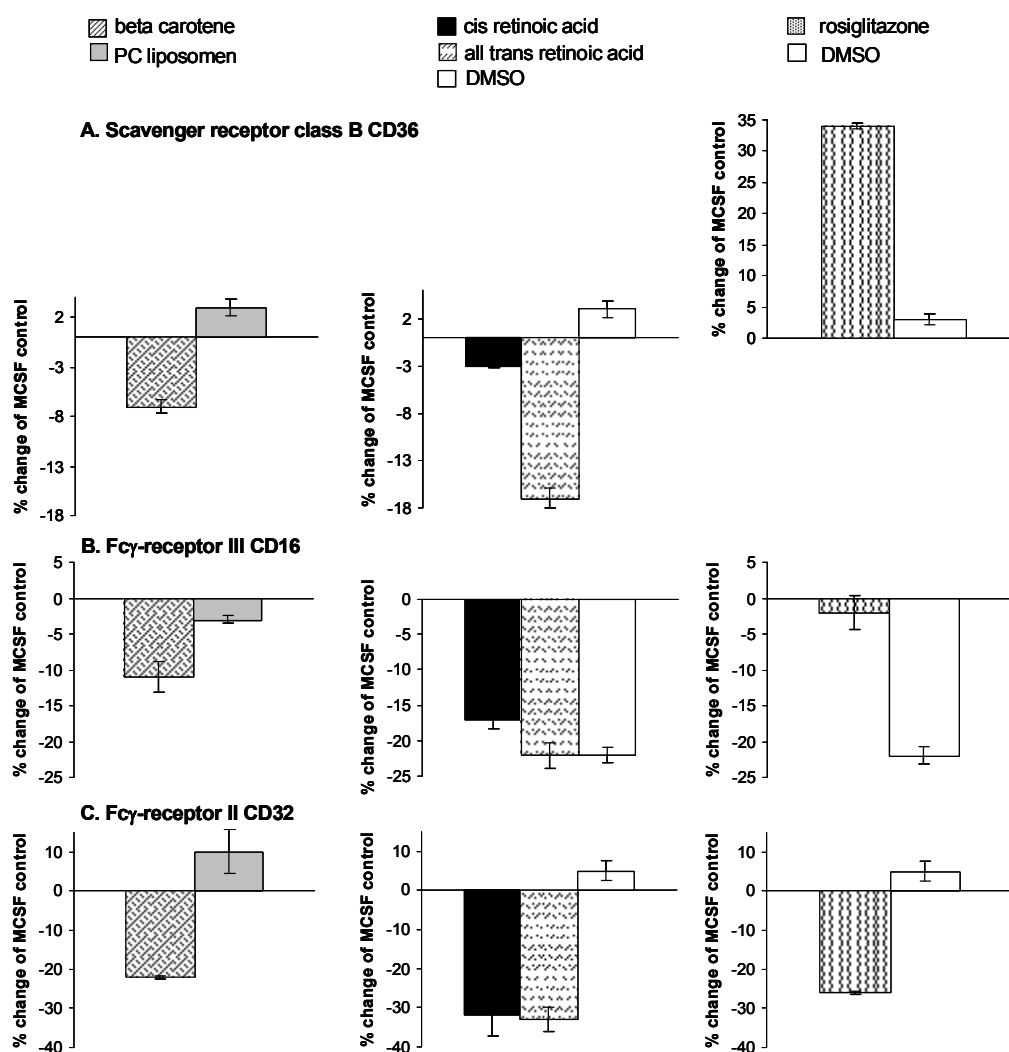 beta carotene
PC liposomen
cis retinoic acid
all trans retinoic acid
DMSO
rosiglitazone
DMSO
A. Scavenger receptor class B CD36
% change of MCSF control
2
-3
-8
-13
-18
% change of MCSF control
2
-3
-8
-13
-18
% change of MCSF control
35
30
25
20
15
10
5
0
B. Fcγ-receptor III CD16
% change of MCSF control
5
0
-5
-10
-15
-20
-25
% change of MCSF control
0
-5
-10
-15
-20
-25
% change of MCSF control
5
0
-5
-10
-15
-20
-25
C. Fcγ-receptor II CD32
% change of MCSF control
10
0
-10
-20
-30
-40
% change of MCSF control
10
0
-10
-20
-30
-40
% change of MCSF control
10
0
-10
-20
-30
-40